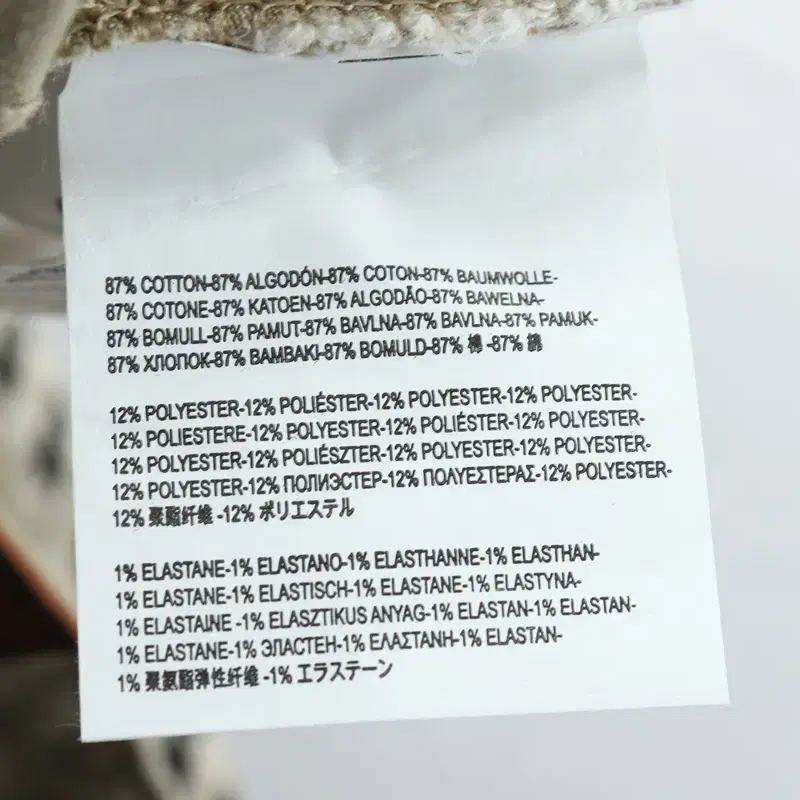 87% COTTON-87% ALGODÓN-87% COTON-87% BAUMWOLLE-
87% COTONE-87% KATOEN-87% ALGODÃO-87% BAWELNA-
87% BOMULL-87% PAMUT-87% BAVLNA-87% BAVLNA-87% PAMUK-
87% ХЛОПОК-87% BAMBAKI-87% BOMULD-87% 棉 -87% 綿
12% POLYESTER-12% POLIÉSTER-12% POLYESTER-12% POLYESTER-
12% POLIESTERE-12% POLYESTER-12% POLIÉSTER-12% POLYESTER-
12% POLYESTER-12% POLIÉSZTER-12% POLYESTER-12% POLYESTER-
12% POLYESTER-12% ПОЛИЭСТЕР-12% ΠΟΛΥΕΣΤΕΡΑΣ-12% POLYESTER-
12% 聚酯纤维 -12% ポリエステル
1% ELASTANE-1% ELASTANO-1% ELASTHANNE-1% ELASTHAN-
1% ELASTANE-1% ELASTISCH-1% ELASTANE-1% ELASTYNA-
1% ELASTAINE -1% ELASZTIKUS ANYAG-1% ELASTAN-1% ELASTAN-
1% ELASTANE-1% ЭЛАСТЕН-1% ΕΛΑΣΤΑΝΗ-1% ELASTAN-
1% 聚氨酯弹性纤维 -1% エラステーン